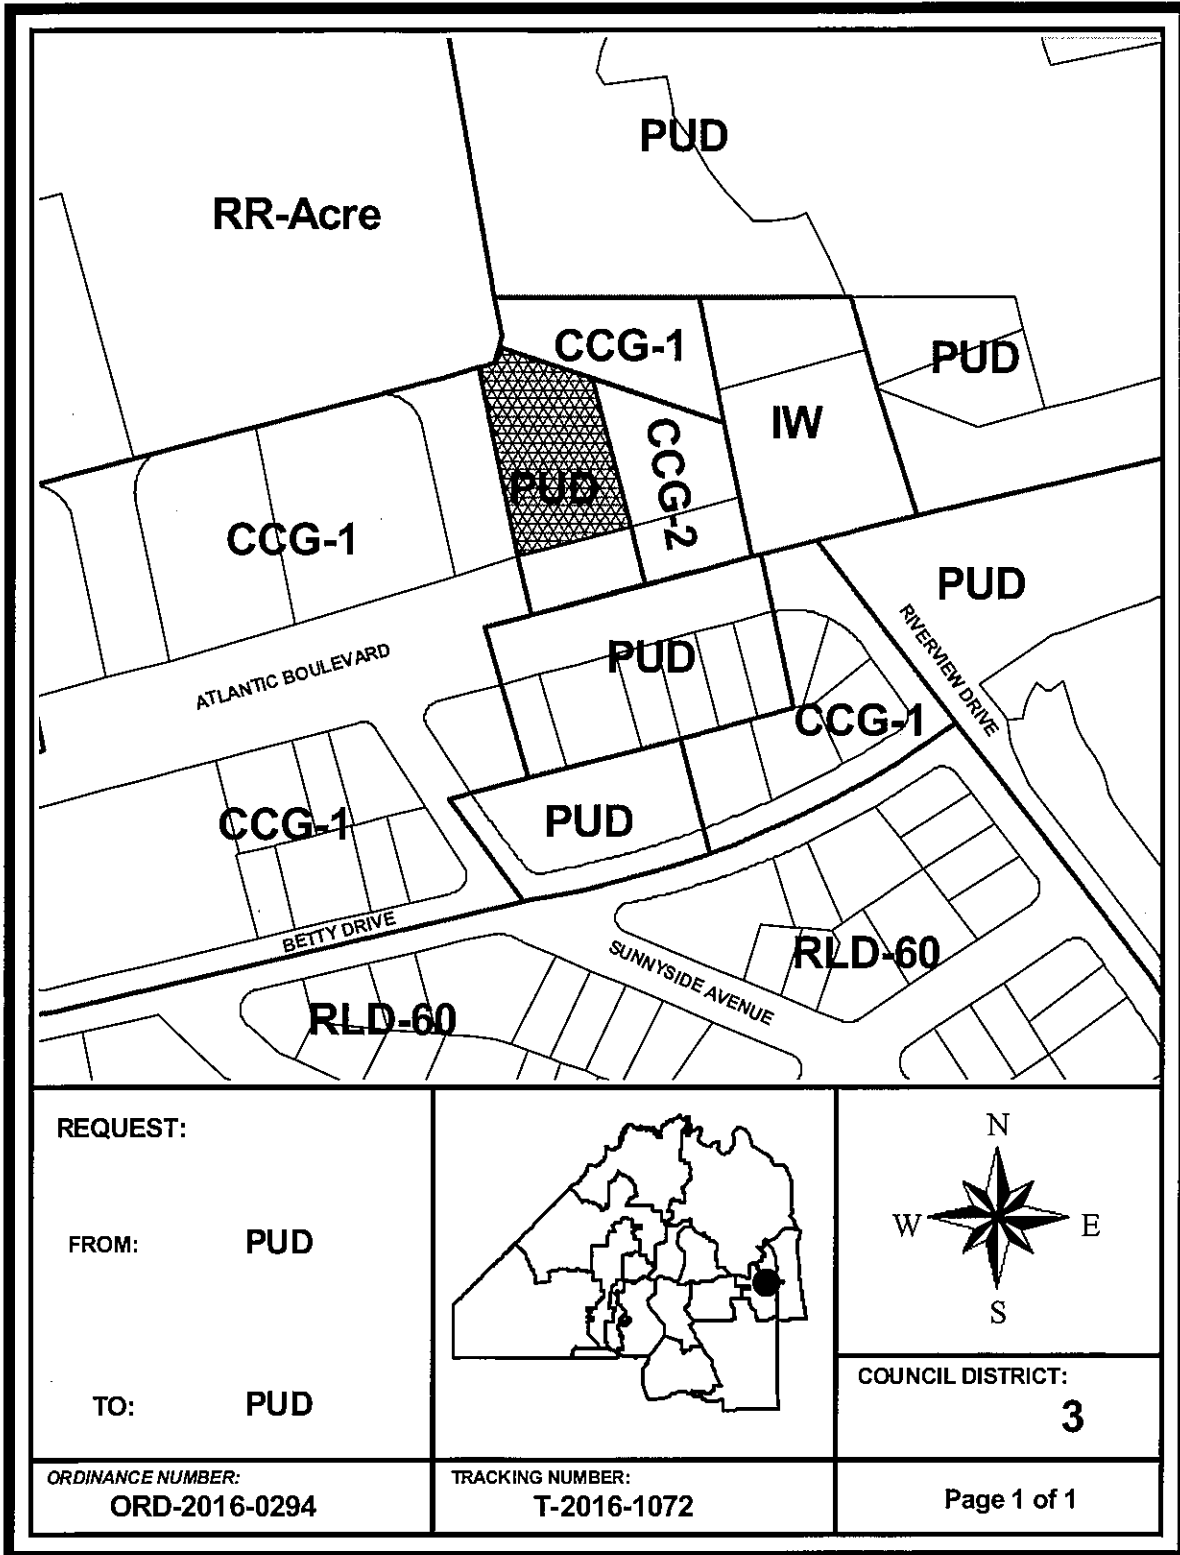 PUD
RR-Acre
CCG-1
PUD
IW
CCG-2
PUD
CCG-1
PUD
RIVERVIEW DRIVE
PUD
ATLANTIC BOULEVARD
CCG-1
PUD
CCG-1
BETTY DRIVE
SUNNYSIDE AVENUE
RLD-60
RLD-60
REQUEST:
FROM: PUD
TO: PUD
N
W E
S
COUNCIL DISTRICT:
3
ORDINANCE NUMBER:
ORD-2016-0294
TRACKING NUMBER:
T-2016-1072
Page 1 of 1